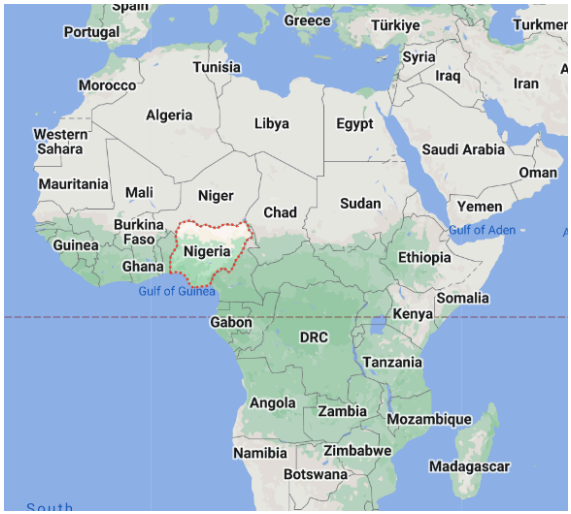 Spain
Portugal
Greece
Türkiye
Turkmen
Tunisia
Syria
Morocco
Iraq
Iran
A
Algeria
Libya
Egypt
Western
Sahara
Saudi Arabia
Oman
Mauritania
Mali
Niger
Chad
Sudan
Yemen
Gulf of Aden
A
Burkina
Faso
Guinea
Nigeria
Ethiopia
Ghana
Gulf of Guinea
Somalia
Kenya
Gabon
DRC
Tanzania
Angola
Zambia
Mozambique
Namibia
Zimbabwe
Botswana
Madagascar
South